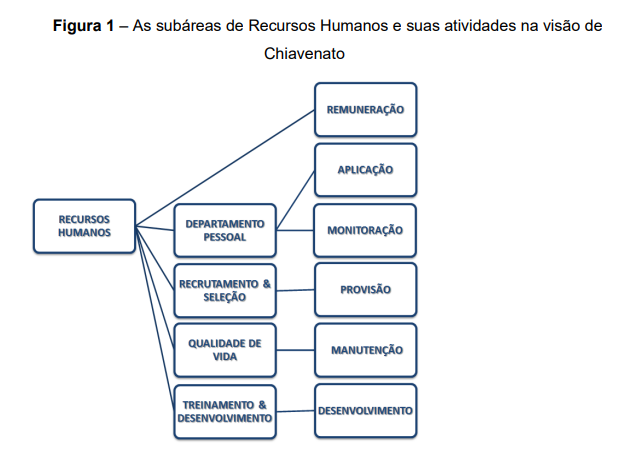 Figura 1 – As subáreas de Recursos Humanos e suas atividades na visão de
Chiavenato
REMUNERAÇÃO
APLICAÇÃO
RECURSOS
HUMANOS
DEPARTAMENTO
PESSOAL
MONITORAÇÃO
RECRUTAMENTO &
SELEÇÃO
PROVISÃO
QUALIDADE DE
VIDA
MANUTENÇÃO
TREINAMENTO &
DESENVOLVIMENTO
DESENVOLVIMENTO